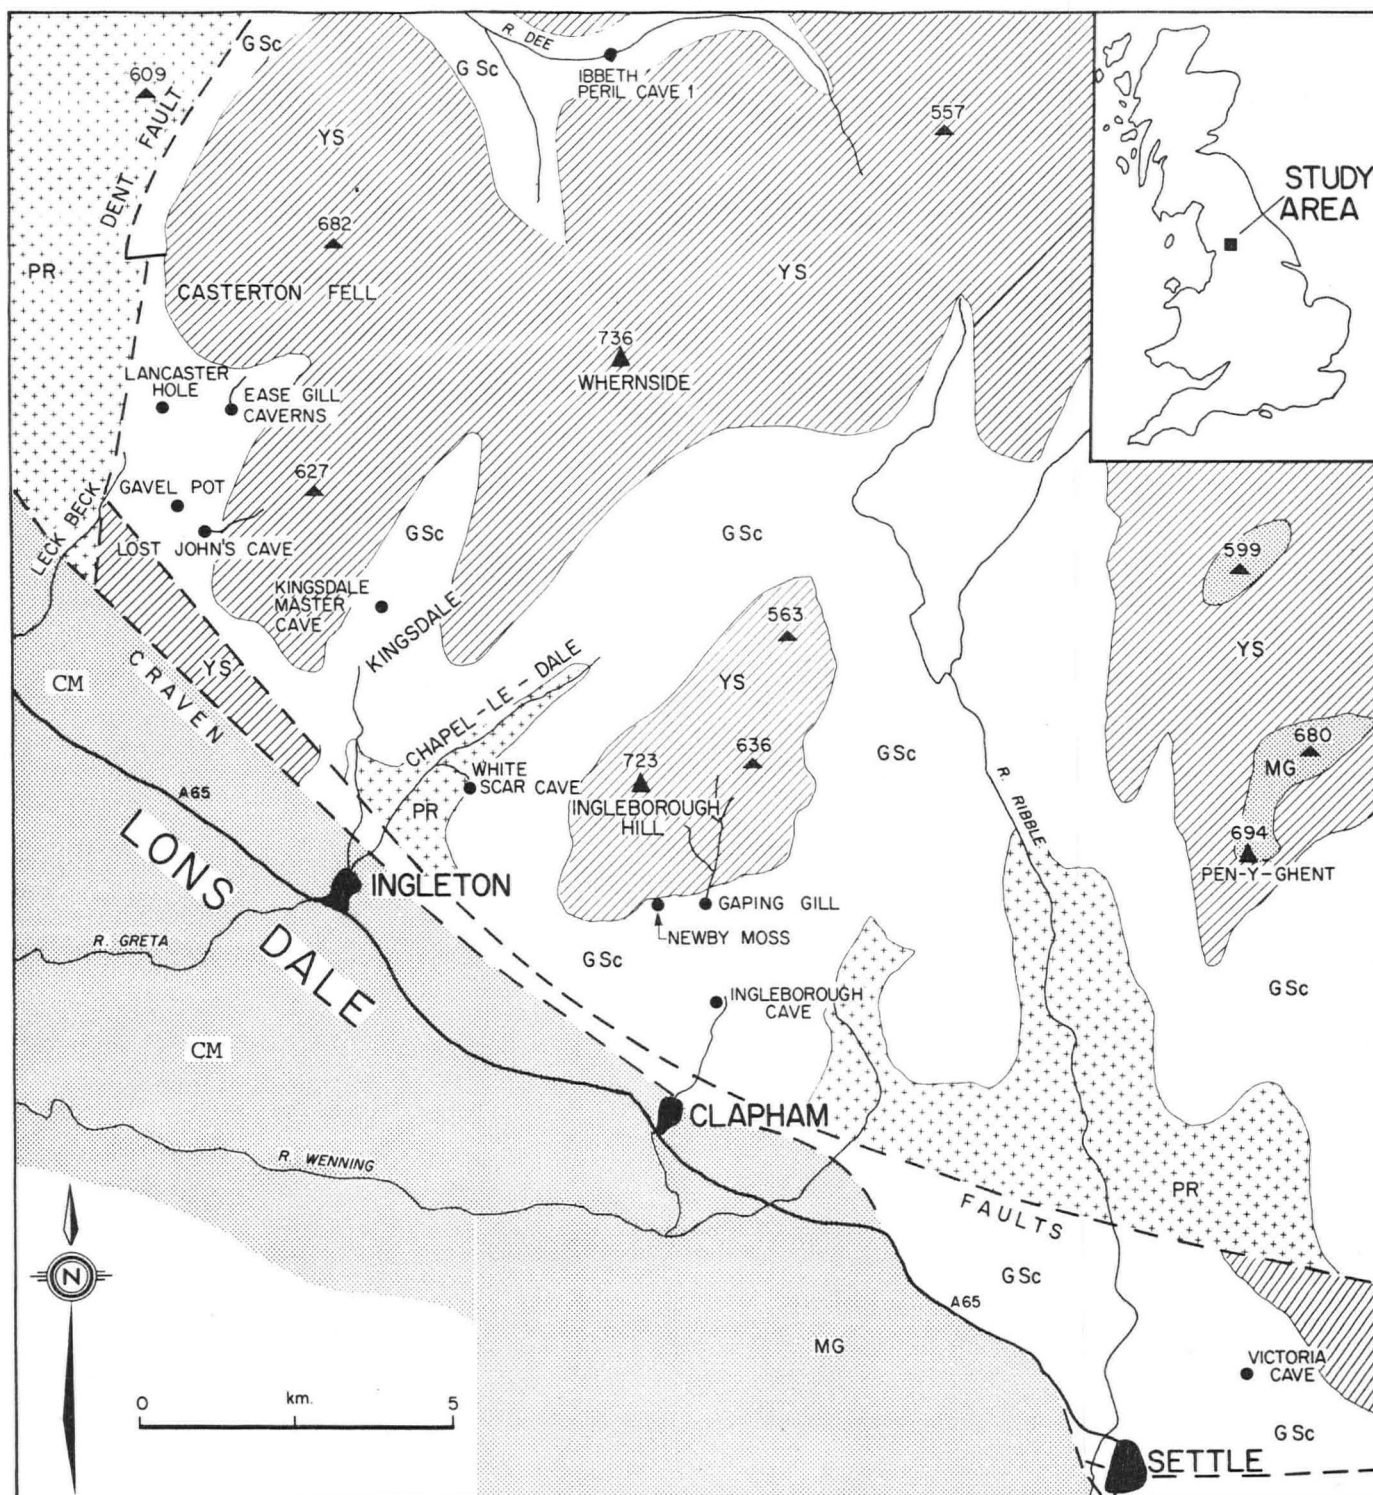 G Sc
R. DEE
609
G Sc
IBBETH
PERIL CAVE 1
557
DENT FAULT
YS
STUDY
AREA
682
PR
YS
CASTERTON FELL
736
WHERNSIDE
LANCASTER
HOLE
EASE GILL
CAVERNS
627
GAVEL POT
LECK BECK
LOST JOHN'S CAVE
G Sc
G Sc
599
KINGSDALE
MASTER
CAVE
KINGSDALE
563
YS
YS
YS
CM
CRAVEN
CHAPEL-LE-DALE
680
MG
636
G Sc
723
WHITE
SCAR CAVE
A65
PR
INGLEBOROUGH
HILL
R. RIBBLE
694
PEN-Y-GHENT
LONS
DALE
INGLETON
GAPING GILL
NEWBY MOSS
R. GRETA
G Sc
G Sc
INGLEBOROUGH
CAVE
CM
CLAPHAM
R. WENNING
PR
FAULTS
N
G Sc
A65
MG
VICTORIA
CAVE
0 km. 5
G Sc
SETTLE